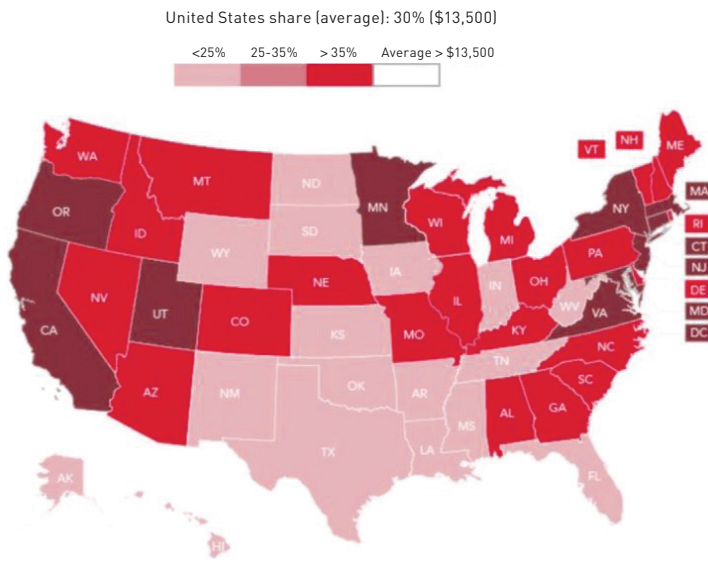 United States share (average): 30% ($13,500)
<25% 25-35% > 35% Average > $13,500
VT NH ME
WA
MT ND
MN
OR ID SD WI MI NY MA
WY RI
IA PA CT
NE NJ
NV IL IN OH DE
UT CO WV VA MD
CA KS MO KY DC
NC
TN
AZ NM OK AR SC
MS AL GA
TX LA
AK FL
HI